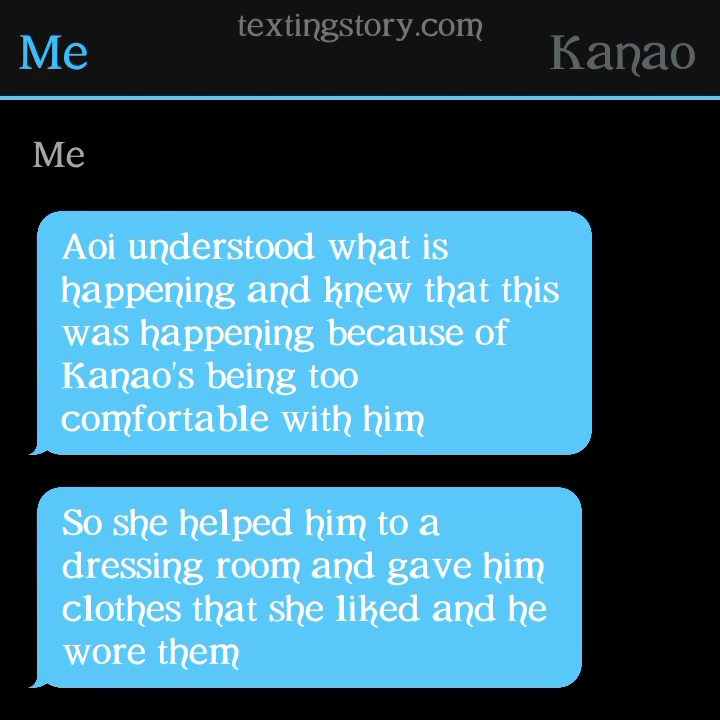 textingstory.com
Me
Kanao
Me
Aoi understood what is
happening and knew that this
was happening because of
Kanao's being too
comfortable with him
So she helped him to a
dressing room and gave him
clothes that she liked and he
wore them